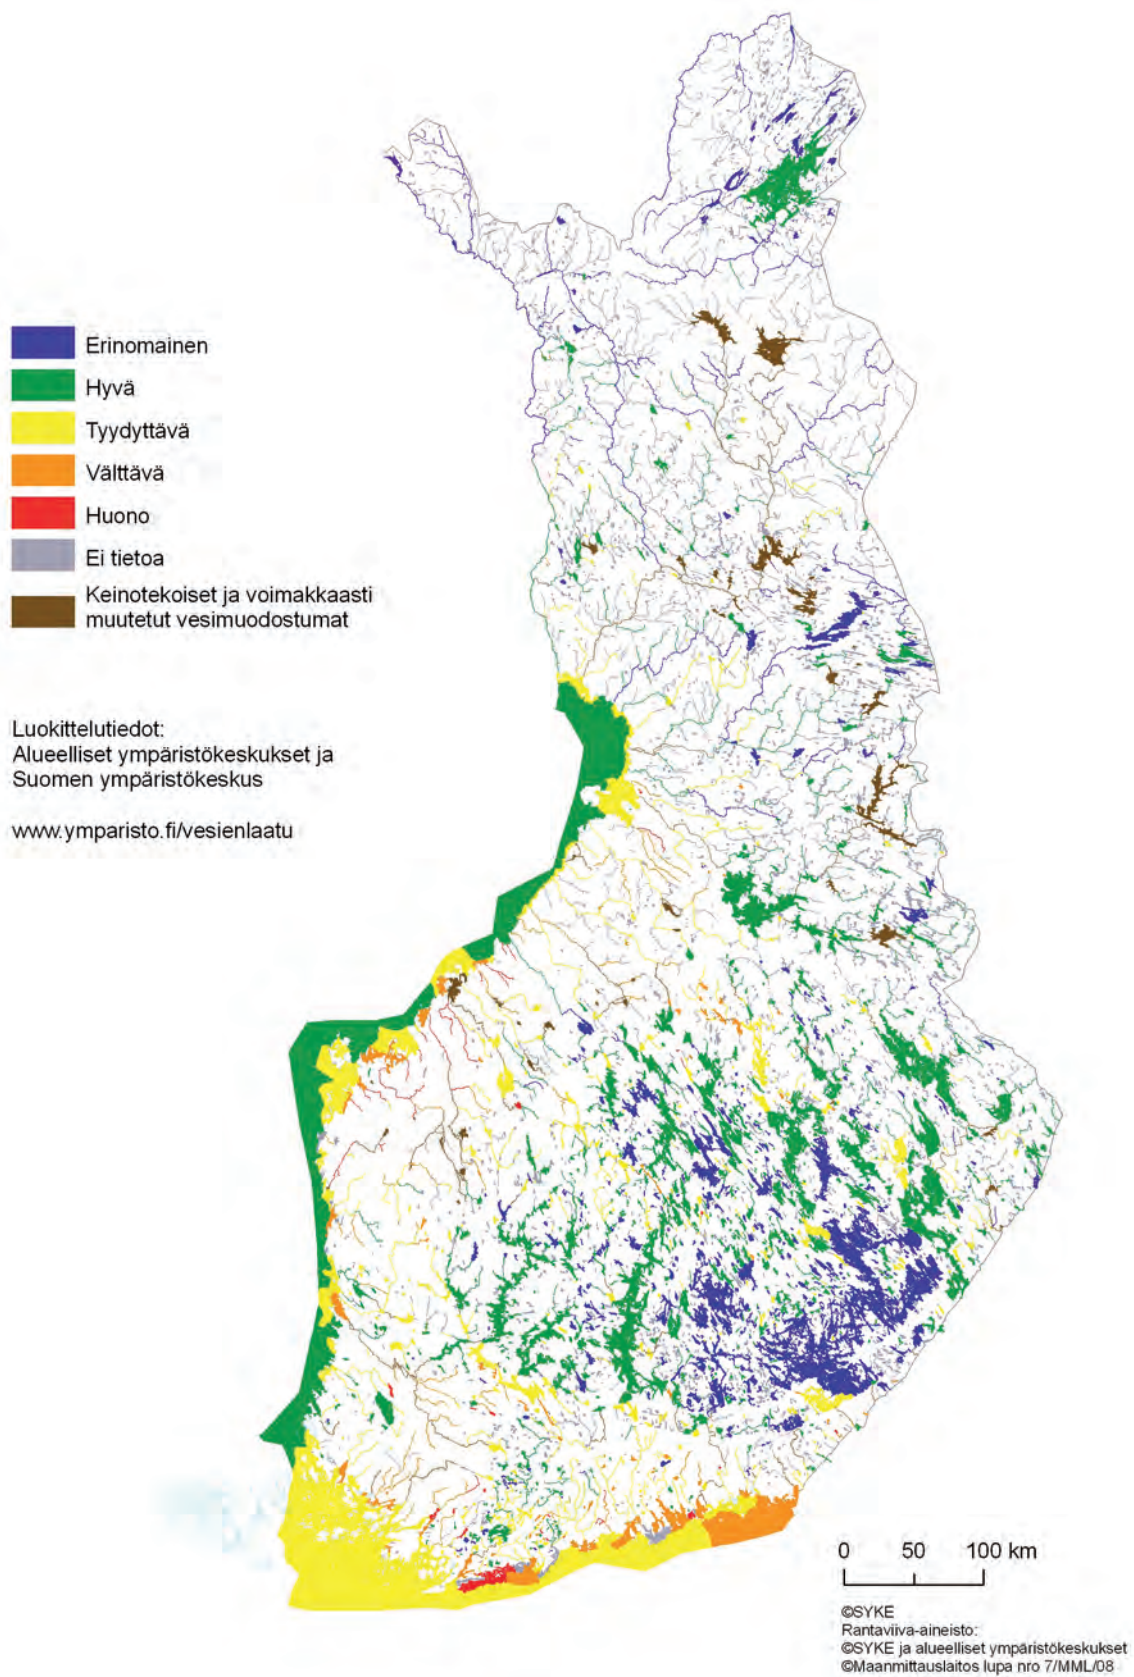 Erinomainen
Hyvä
Tyydyttävä
Välttävä
Huono
Ei tietoa
Keinotekoiset ja voimakkaasti
muutetut vesimuodostumat
Luokittelutiedot:
Alueelliset ympäristökeskukset ja
Suomen ympäristökeskus
www.ymparisto.fi/vesienlaatu
0 50 100 km
©SYKE
Rantaviiva-aineisto:
©SYKE ja alueelliset ympäristökeskukset
©Maanmittauslaitos lupa nro 7/MML/08